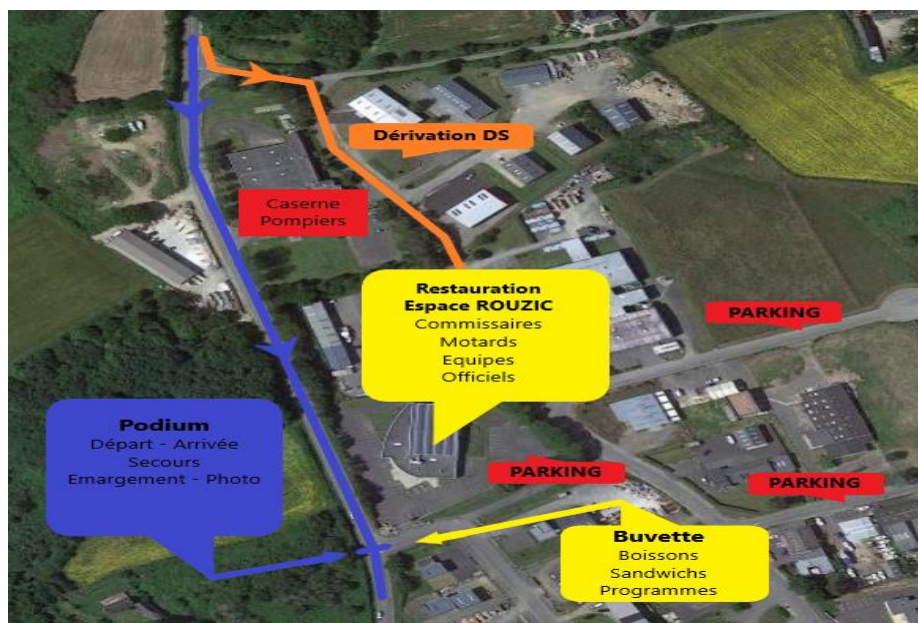 Dérivation DS
Caserne
Pompiers
Restauration
Espace ROUZIC
Commissaires
Motards
Equipes
Officiels
PARKING
Podium
Départ - Arrivée
Secours
Emargement - Photo
PARKING
PARKING
Buvette
Boissons
Sandwichs
Programmes